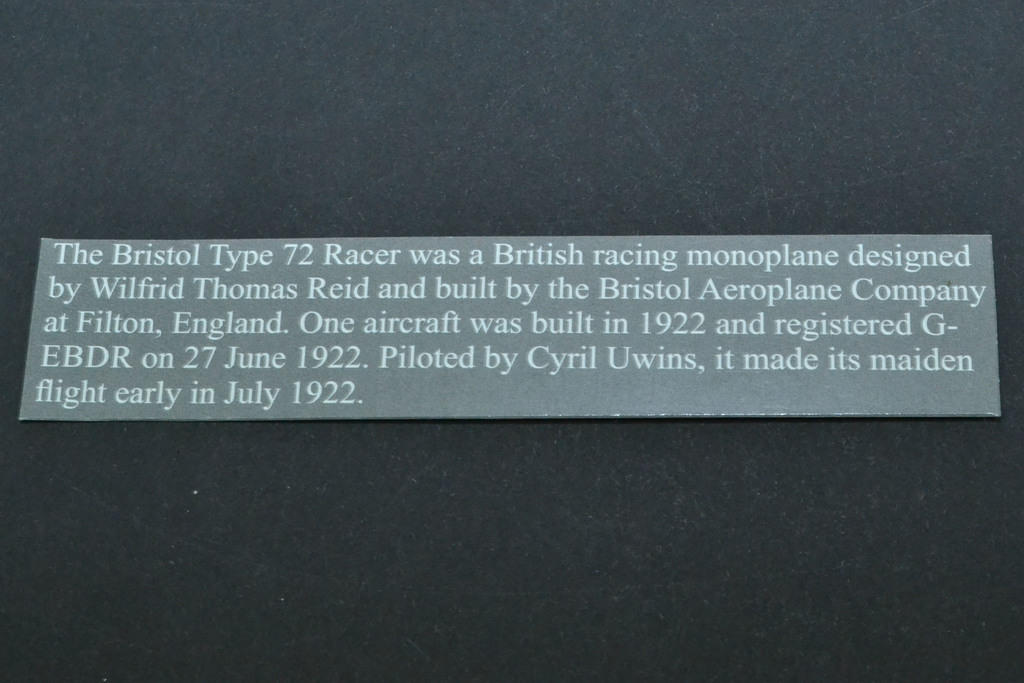 The Bristol Type 72 Racer was a British racing monoplane designed
by Wilfrid Thomas Reid and built by the Bristol Aeroplane Company
at Filton, England. One aircraft was built in 1922 and registered G-
EBDR on 27 June 1922. Piloted by Cyril Uwins, it made its maiden
flight early in July 1922.